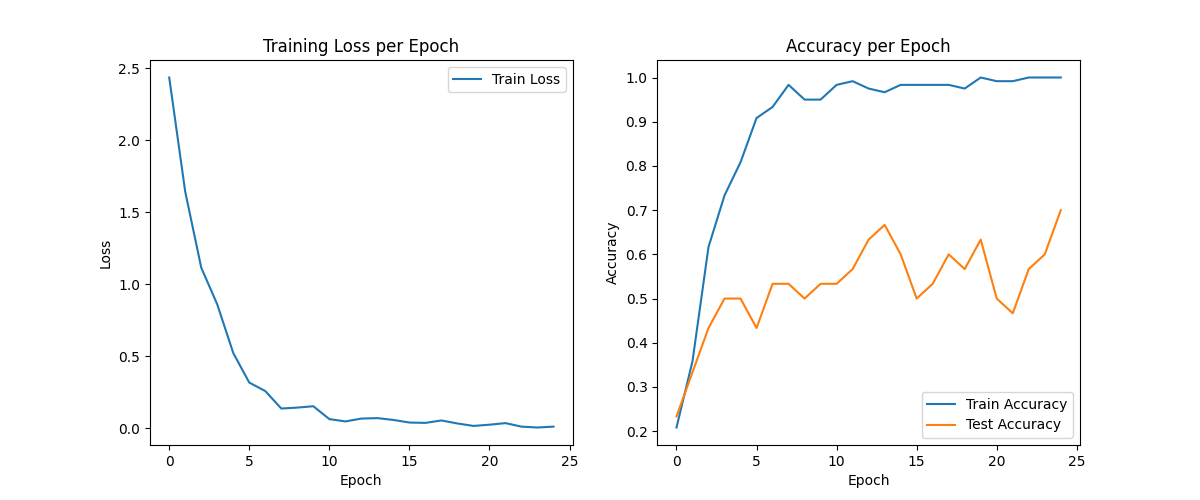 Training Loss per Epoch
Train Loss
2.5
2.0
1.5
1.0
0.5
0.0
Loss
0 5 10 15 20 25
Epoch
Accuracy per Epoch
1.0
0.9
0.8
0.7
0.6
0.5
0.4
0.3
0.2
Accuracy
Train Accuracy
Test Accuracy
0 5 10 15 20 25
Epoch